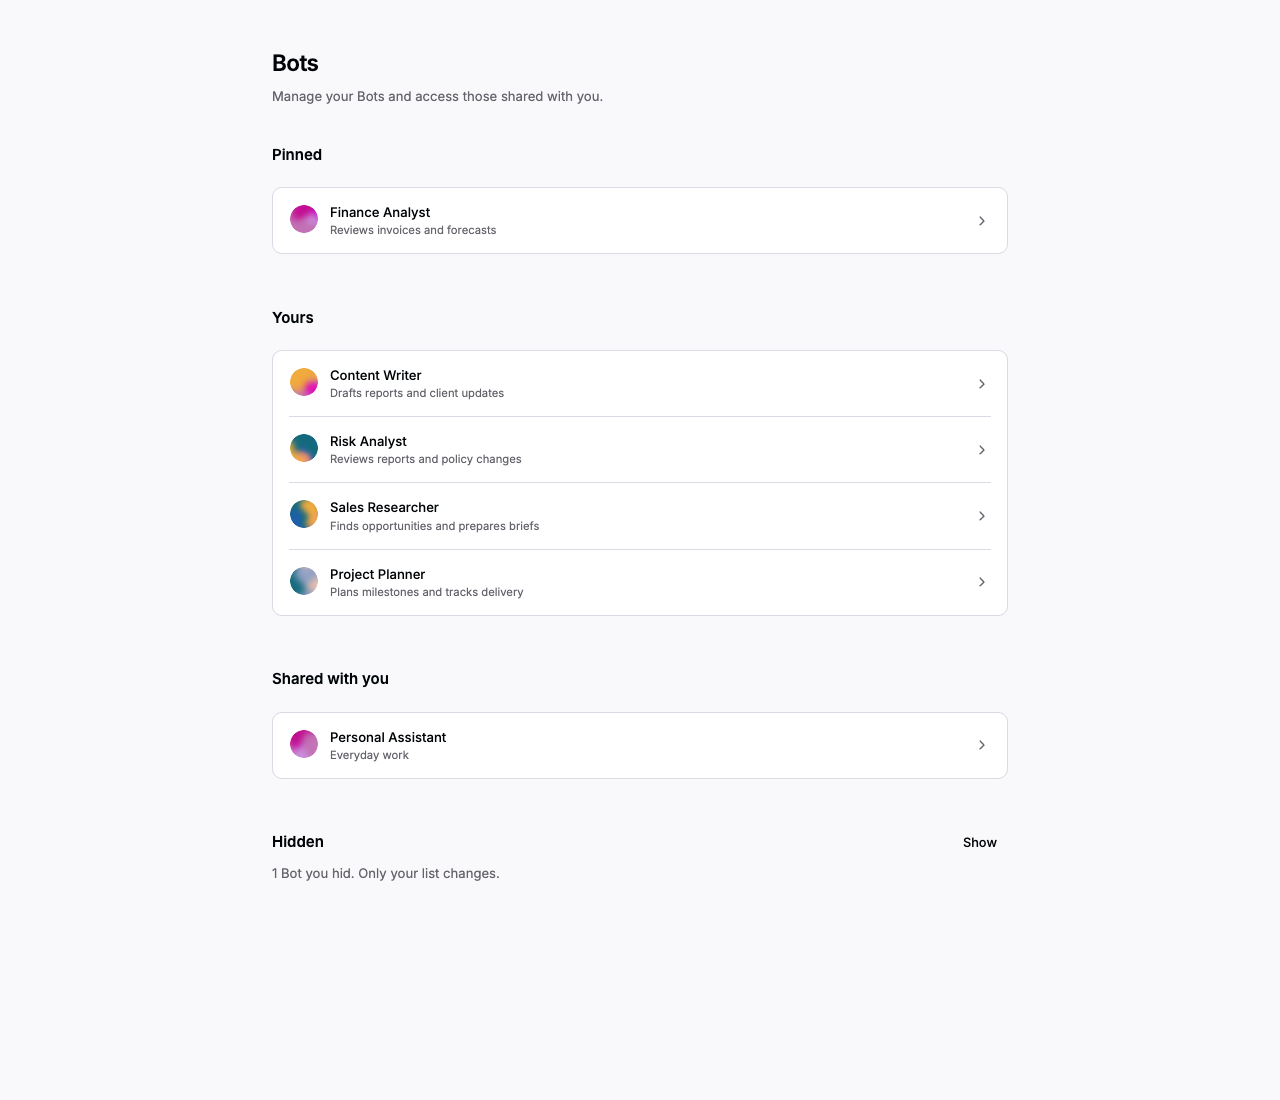 Bots
Manage your Bots and access those shared with you.
Pinned
Finance Analyst
Reviews invoices and forecasts
Yours
Content Writer
Drafts reports and client updates
Risk Analyst
Reviews reports and policy changes
Sales Researcher
Finds opportunities and prepares briefs
Project Planner
Plans milestones and tracks delivery
Shared with you
Personal Assistant
Everyday work
Hidden
Show
1 Bot you hid. Only your list changes.